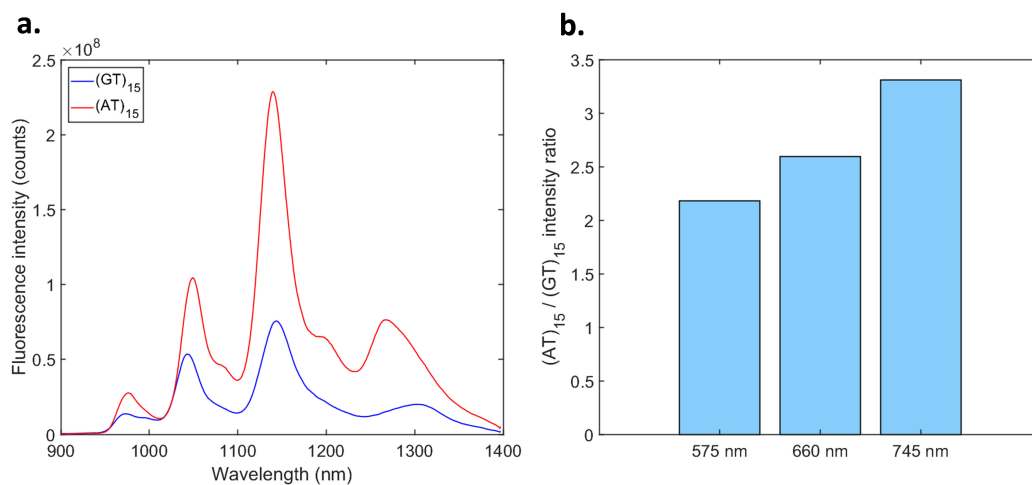 a.
×10⁸
2.5
2
1.5
1
0.5
0
(GT)₁₅
(AT)₁₅
Fluorescence intensity (counts)
900 1000 1100 1200 1300 1400
Wavelength (nm)
b.
3.5
3
2.5
2
1.5
1
0.5
0
(AT)₁₅ / (GT)₁₅ intensity ratio
575 nm 660 nm 745 nm